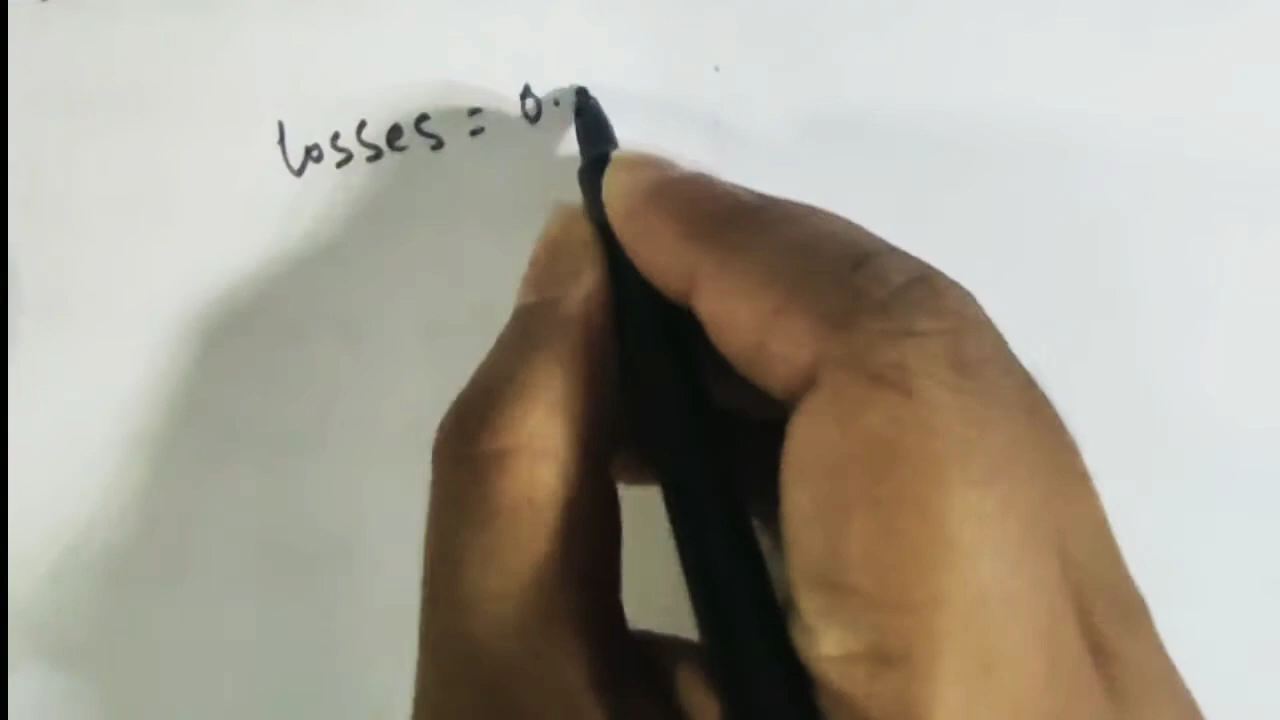 losses = 0.